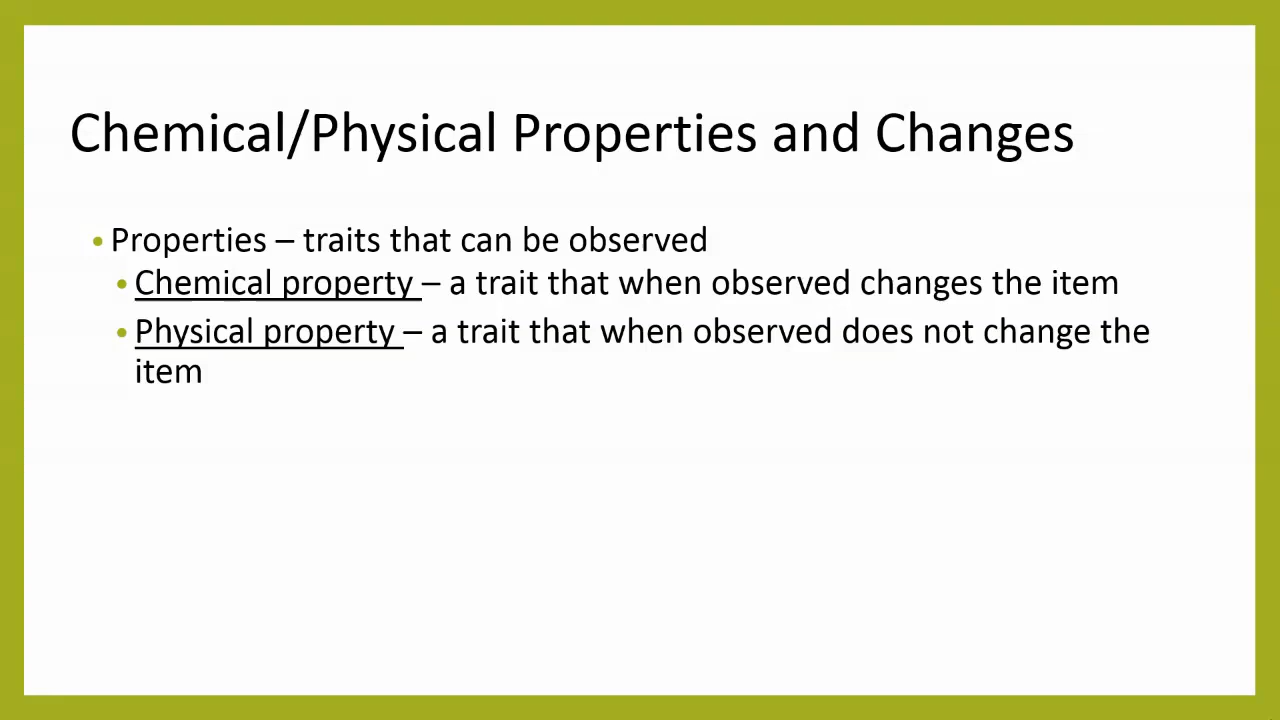 Chemical/Physical Properties and Changes
• Properties – traits that can be observed
• Chemical property – a trait that when observed changes the item
• Physical property – a trait that when observed does not change the
item